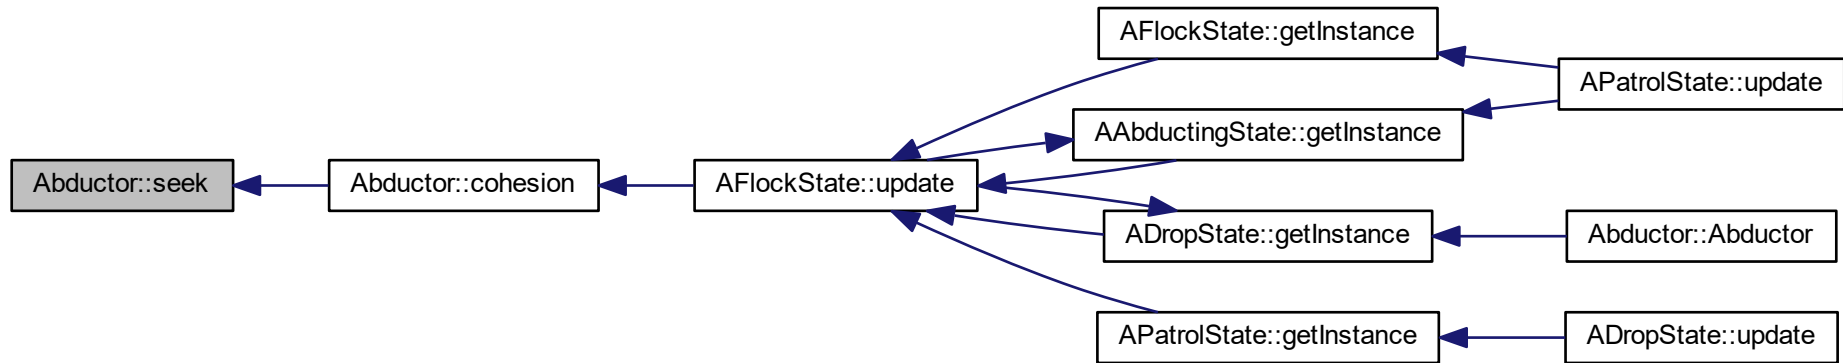 Abductor::seek
Abductor::cohesion
AFlockState::update
AFlockState::getInstance
AAbductingState::getInstance
ADropState::getInstance
APatrolState::getInstance
APatrolState::update
Abductor::Abductor
ADropState::update